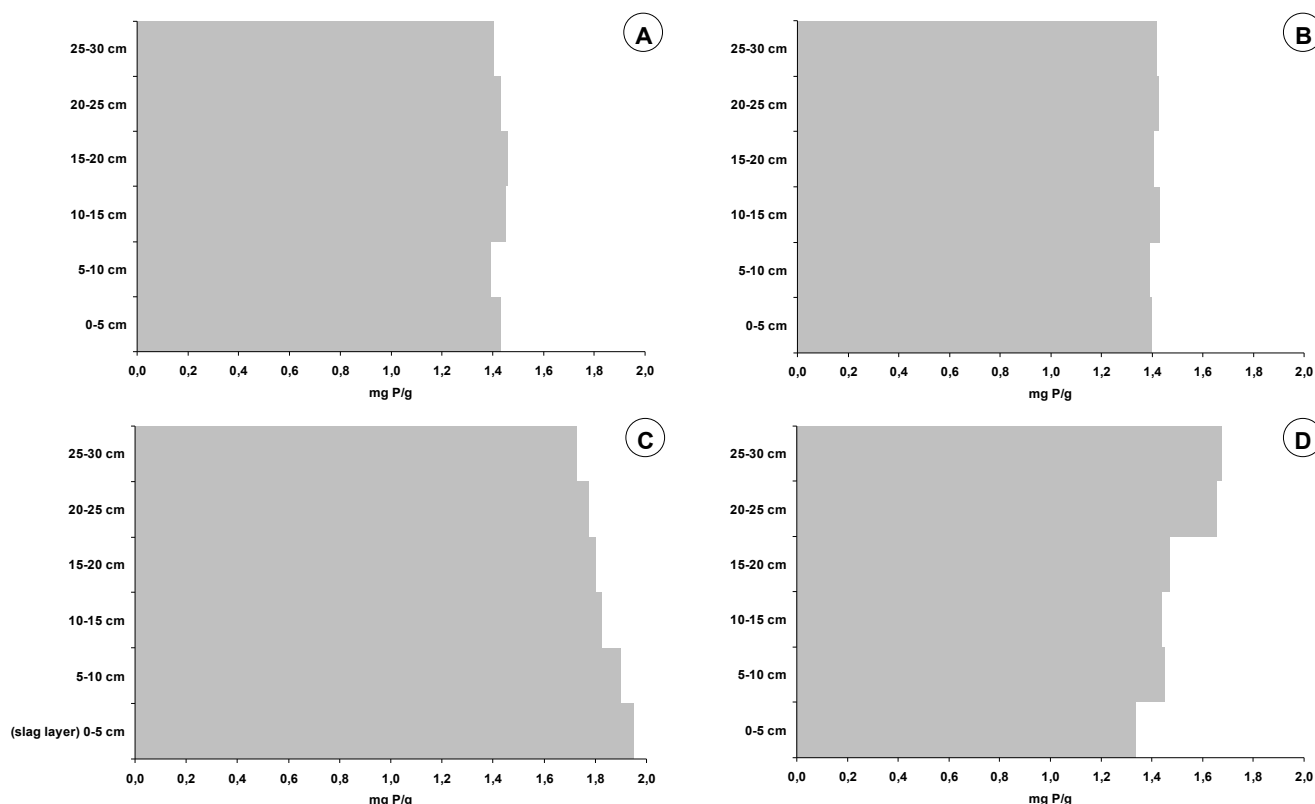 A
25-30 cm
20-25 cm
15-20 cm
10-15 cm
5-10 cm
0-5 cm
0,0 0,2 0,4 0,6 0,8 1,0 1,2 1,4 1,6 1,8 2,0
mg P/g
B
25-30 cm
20-25 cm
15-20 cm
10-15 cm
5-10 cm
0-5 cm
0,0 0,2 0,4 0,6 0,8 1,0 1,2 1,4 1,6 1,8 2,0
mg P/g
C
25-30 cm
20-25 cm
15-20 cm
10-15 cm
5-10 cm
(slag layer) 0-5 cm
0,0 0,2 0,4 0,6 0,8 1,0 1,2 1,4 1,6 1,8 2,0
mg P/g
D
25-30 cm
20-25 cm
15-20 cm
10-15 cm
5-10 cm
0-5 cm
0,0 0,2 0,4 0,6 0,8 1,0 1,2 1,4 1,6 1,8 2,0
mg P/g